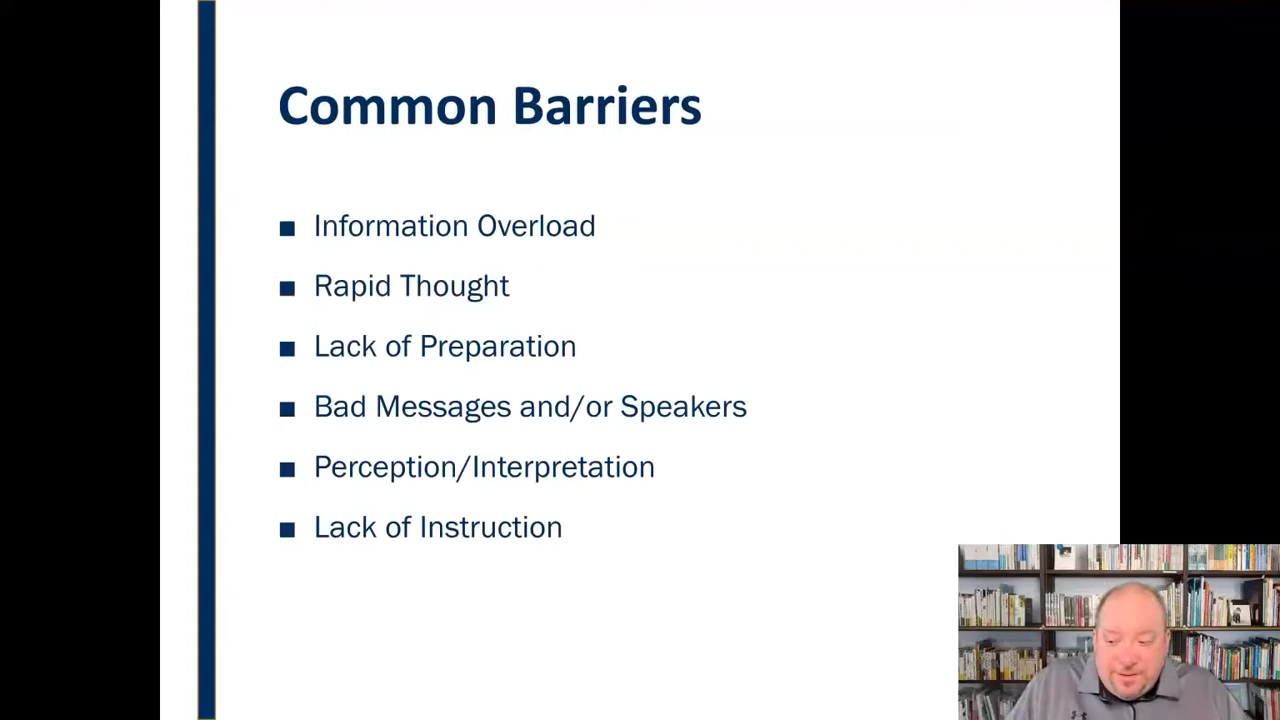 Common Barriers
■ Information Overload
■ Rapid Thought
■ Lack of Preparation
■ Bad Messages and/or Speakers
■ Perception/Interpretation
■ Lack of Instruction